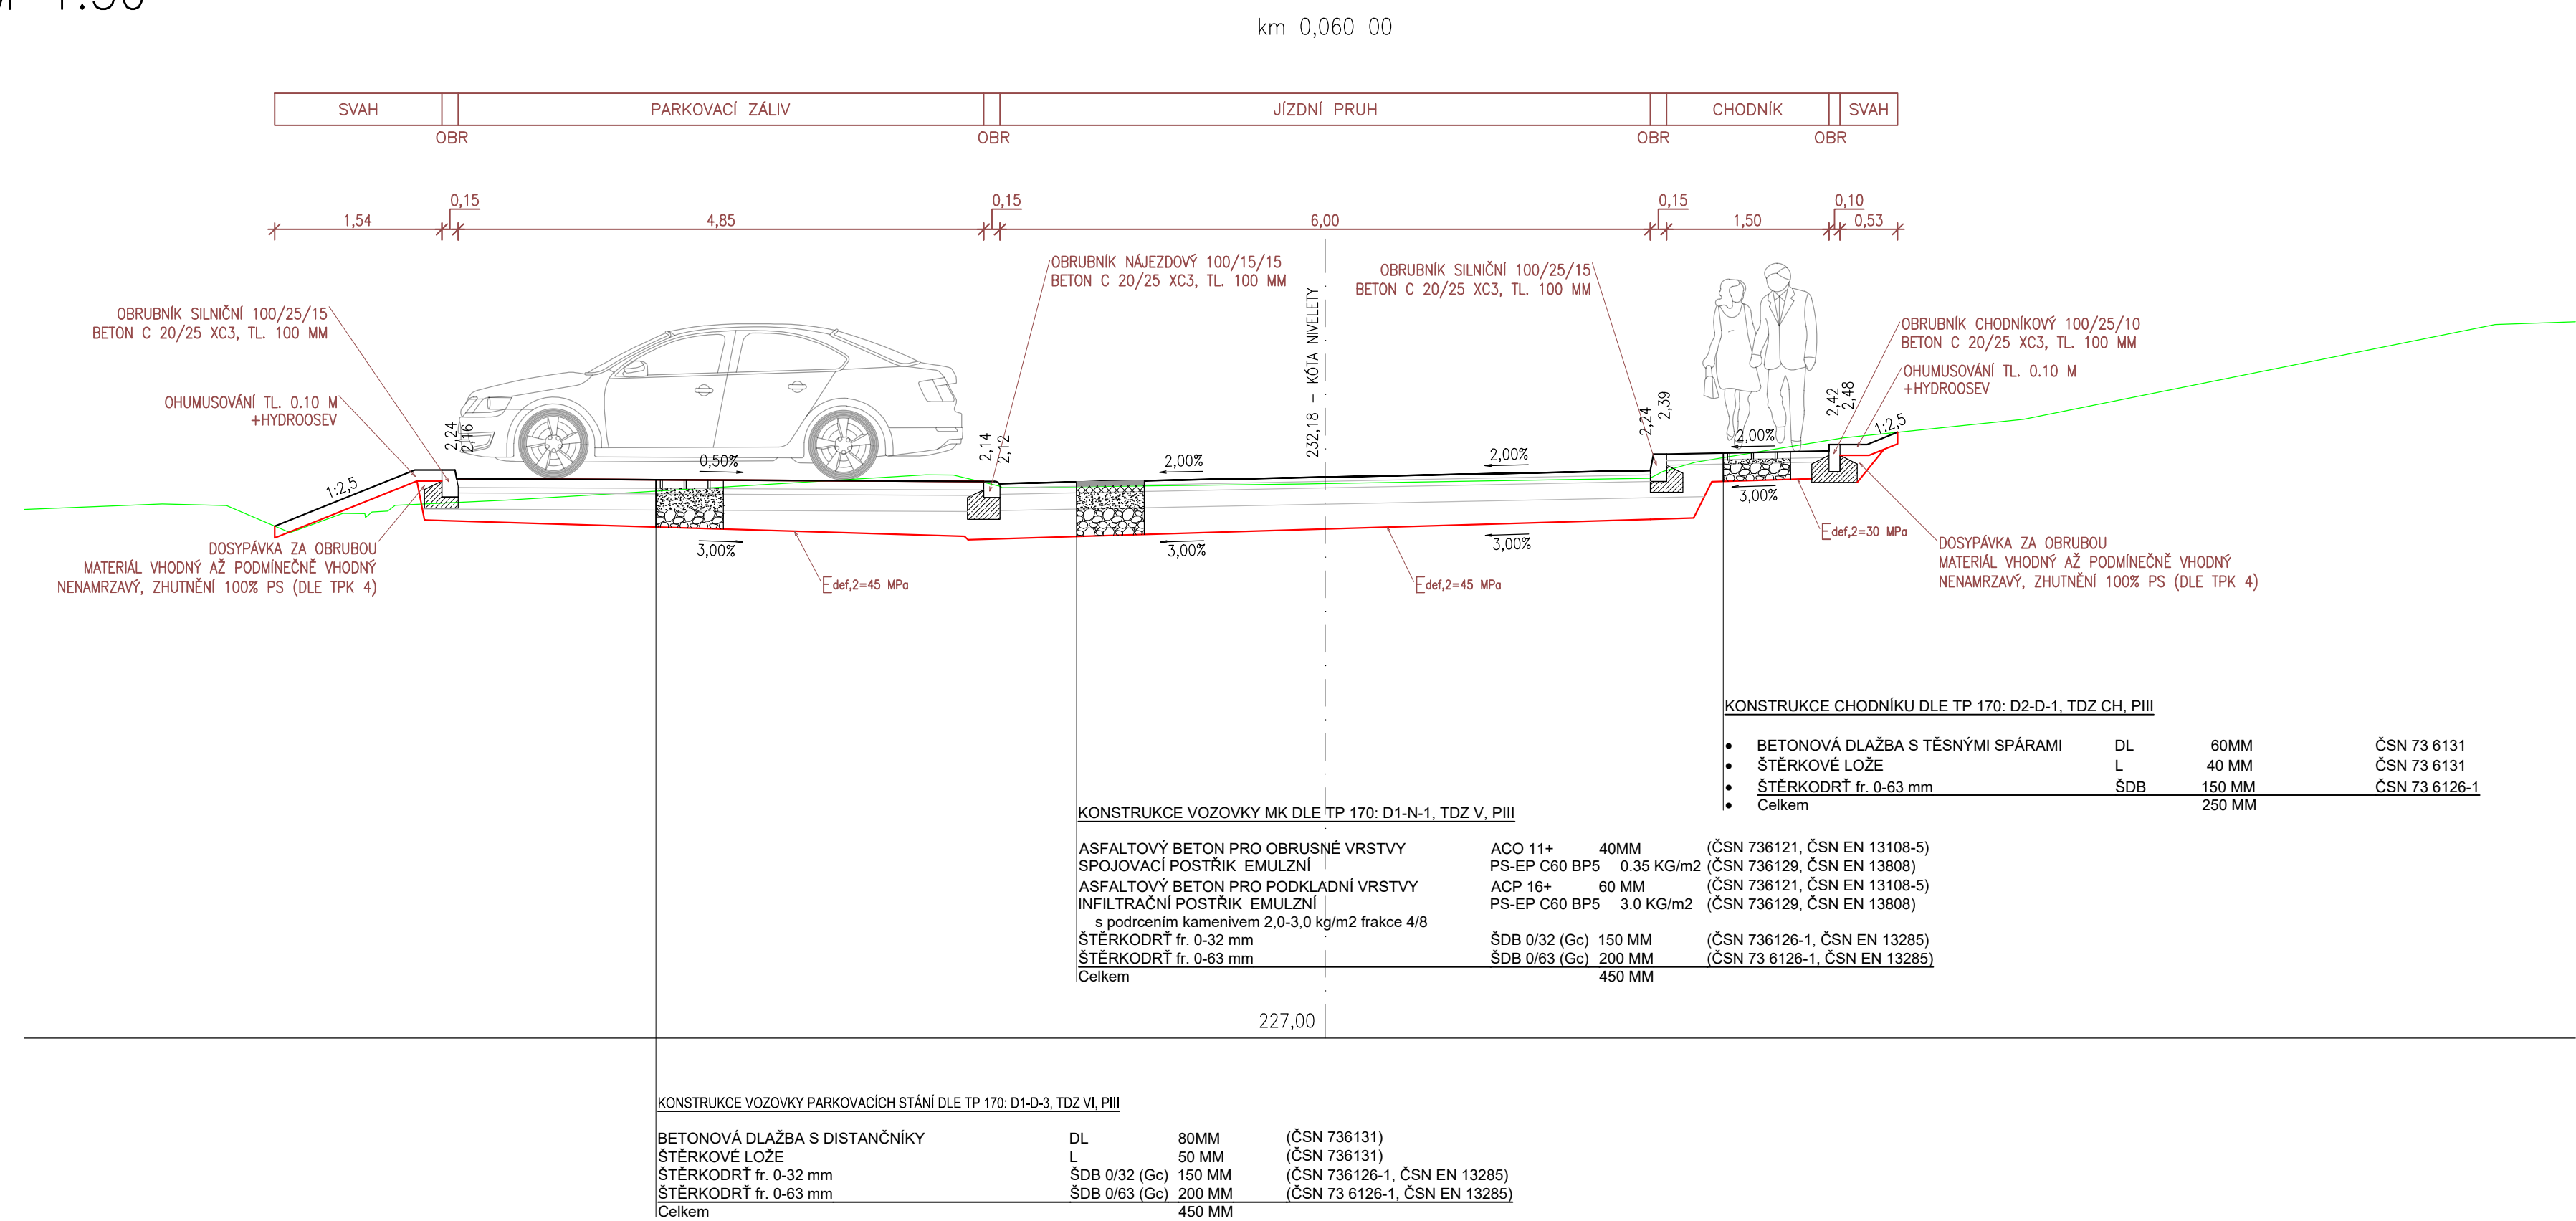 M 1:50
km 0,060 00
SVAH
PARKOVACÍ ZÁLIV
JÍZDNÍ PRUH
CHODNÍK
SVAH
OBR
OBR
OBR
OBR
1,54
0,15
4,85
0,15
6,00
0,15
1,50
0,10
0,53
OBRUBNÍK SILNIČNÍ 100/25/15
BETON C 20/25 XC3, TL. 100 MM
OHUMUSOVÁNÍ TL. 0.10 M
+HYDROOSEV
OBRUBNÍK NÁJEZDOVÝ 100/15/15
BETON C 20/25 XC3, TL. 100 MM
232,18 - KÓTA NIVELETY
OBRUBNÍK SILNIČNÍ 100/25/15
BETON C 20/25 XC3, TL. 100 MM
OBRUBNÍK CHODNÍKOVÝ 100/25/10
BETON C 20/25 XC3, TL. 100 MM
OHUMUSOVÁNÍ TL. 0.10 M
+HYDROOSEV
2,24
2,16
2,14
2,12
2,24
2,39
2,42
2,48
1:2,5
0,50%
2,00%
2,00%
2,00%
1:2,5
3,00%
3,00%
3,00%
3,00%
DOSYPÁVKA ZA OBRUBOU
MATERIÁL VHODNÝ AŽ PODMÍNEČNĚ VHODNÝ
NENAMRZAVÝ, ZHUTNĚNÍ 100% PS (DLE TPK 4)
Edef,2=45 MPa
Edef,2=45 MPa
Edef,2=30 MPa
DOSYPÁVKA ZA OBRUBOU
MATERIÁL VHODNÝ AŽ PODMÍNEČNĚ VHODNÝ
NENAMRZAVÝ, ZHUTNĚNÍ 100% PS (DLE TPK 4)
KONSTRUKCE CHODNÍKU DLE TP 170: D2-D-1, TDZ CH, PIII
• BETONOVÁ DLAŽBA S TĚSNÝMI SPÁRAMI DL 60MM ČSN 73 6131
• ŠTĚRKOVÉ LOŽE L 40 MM ČSN 73 6131
• ŠTĚRKODRŤ fr. 0-63 mm ŠDB 150 MM ČSN 73 6126-1
• Celkem 250 MM
KONSTRUKCE VOZOVKY MK DLE TP 170: D1-N-1, TDZ V, PIII
ASFALTOVÝ BETON PRO OBRUSNÉ VRSTVY ACO 11+ 40MM (ČSN 736121, ČSN EN 13108-5)
SPOJOVACÍ POSTŘIK EMULZNÍ PS-EP C60 BP5 0.35 KG/m2 (ČSN 736129, ČSN EN 13808)
ASFALTOVÝ BETON PRO PODKLADNÍ VRSTVY ACP 16+ 60 MM (ČSN 736121, ČSN EN 13108-5)
INFILTRAČNÍ POSTŘIK EMULZNÍ PS-EP C60 BP5 3.0 KG/m2 (ČSN 736129, ČSN EN 13808)
s podrcením kamenivem 2,0-3,0 kg/m2 frakce 4/8
ŠTĚRKODRŤ fr. 0-32 mm ŠDB 0/32 (Gc) 150 MM (ČSN 736126-1, ČSN EN 13285)
ŠTĚRKODRŤ fr. 0-63 mm ŠDB 0/63 (Gc) 200 MM (ČSN 73 6126-1, ČSN EN 13285)
Celkem 450 MM
227,00
KONSTRUKCE VOZOVKY PARKOVACÍCH STÁNÍ DLE TP 170: D1-D-3, TDZ VI, PIII
BETONOVÁ DLAŽBA S DISTANČNÍKY DL 80MM (ČSN 736131)
ŠTĚRKOVÉ LOŽE L 50 MM (ČSN 736131)
ŠTĚRKODRŤ fr. 0-32 mm ŠDB 0/32 (Gc) 150 MM (ČSN 736126-1, ČSN EN 13285)
ŠTĚRKODRŤ fr. 0-63 mm ŠDB 0/63 (Gc) 200 MM (ČSN 73 6126-1, ČSN EN 13285)
Celkem 450 MM